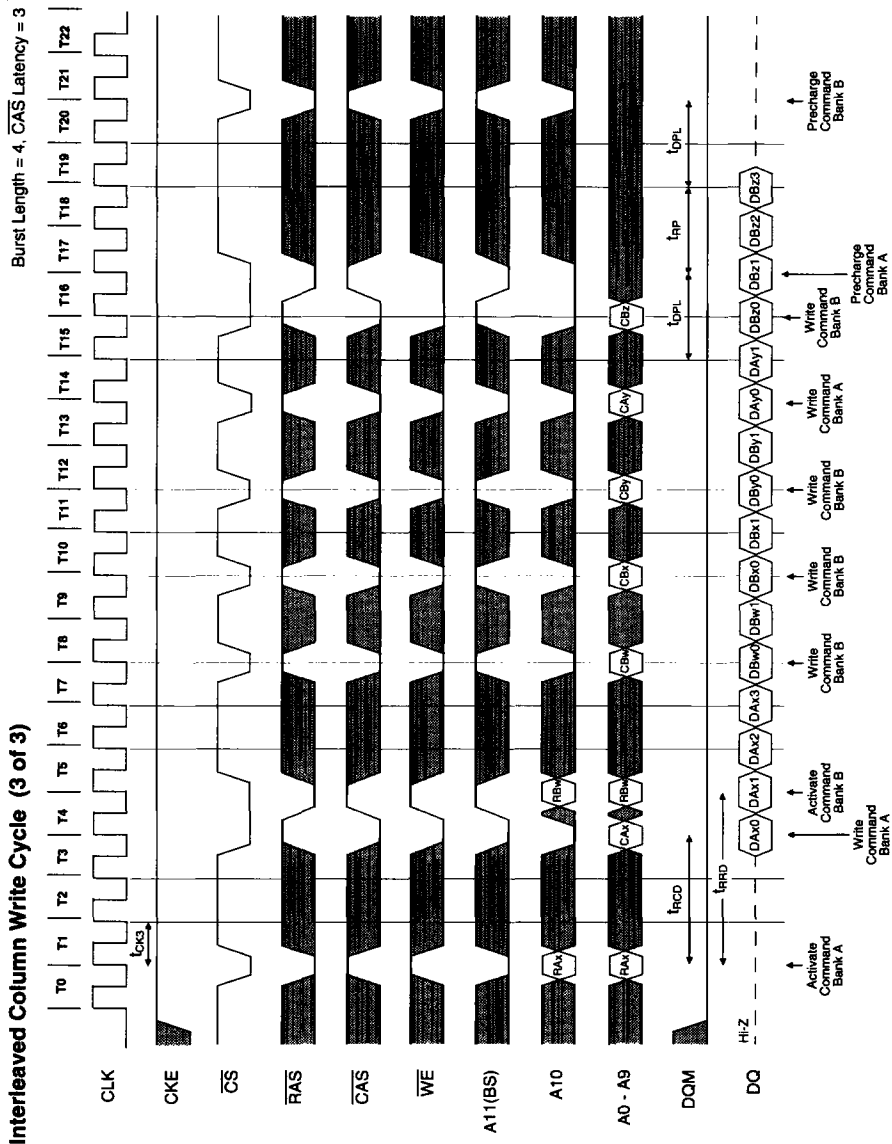 Interleaved Column Write Cycle (3 of 3)
Burst Length = 4, CAS Latency = 3
T0 T1 T2 T3 T4 T5 T6 T7 T8 T9 T10 T11 T12 T13 T14 T15 T16 T17 T18 T19 T20 T21 T22
CLK
tCK3
CKE
CS
RAS
CAS
WE
A11(BS)
A10
RAx RBw
A0 - A9
RAx CAx RBw CBw CBx CBy CAy CBz
DQM
tRCD
tRRD
tDPL
tRP
tDPL
DQ
Hi-Z
DAx0 DAx1 DAx2 DAx3 DBw0 DBw1 DBx0 DBx1 DBy0 DBy1 DAy0 DAy1 DBz0 DBz1 DBz2 DBz3
Activate
Command
Bank A
Write
Command
Bank A
Activate
Command
Bank B
Write
Command
Bank B
Write
Command
Bank B
Write
Command
Bank B
Write
Command
Bank A
Write
Command
Bank B
Precharge
Command
Bank A
Precharge
Command
Bank B